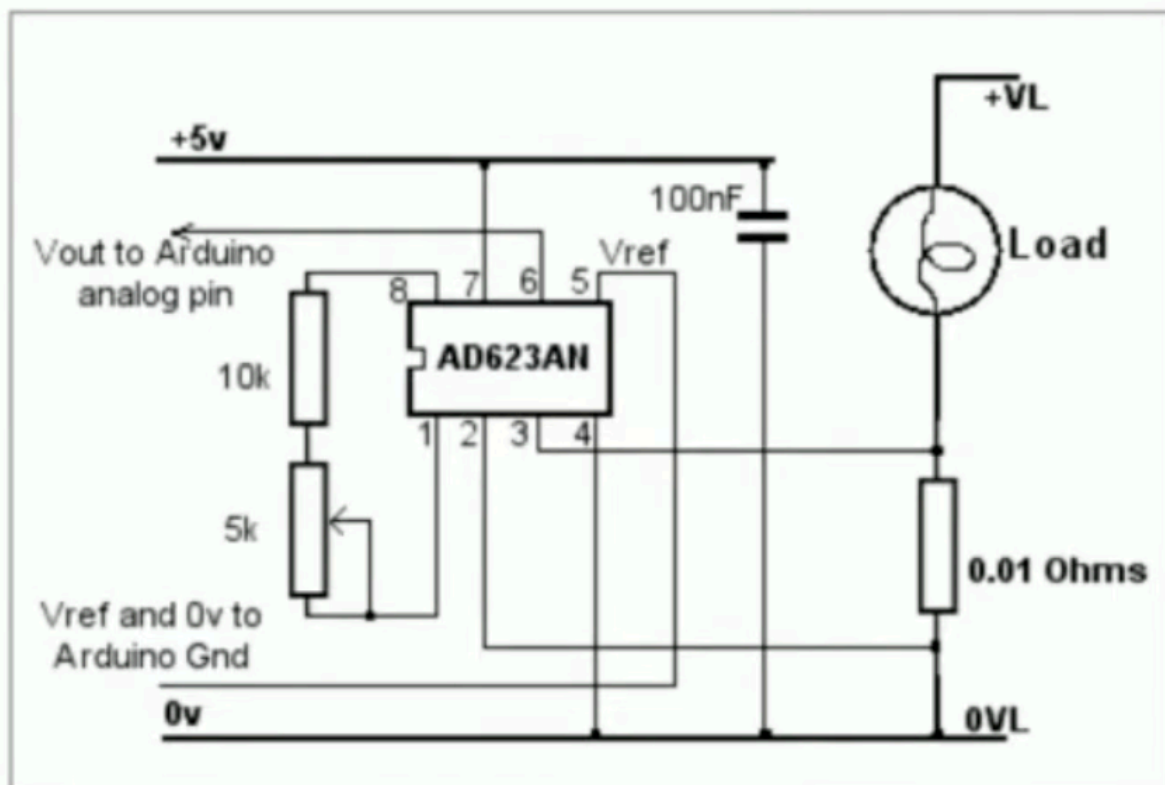 +VL
+5v
100nF
Vout to Arduino
analog pin
Vref
Load
8 7 6 5
AD623AN
10k
1 2 3 4
5k
0.01 Ohms
Vref and 0v to
Arduino Gnd
0v
0VL